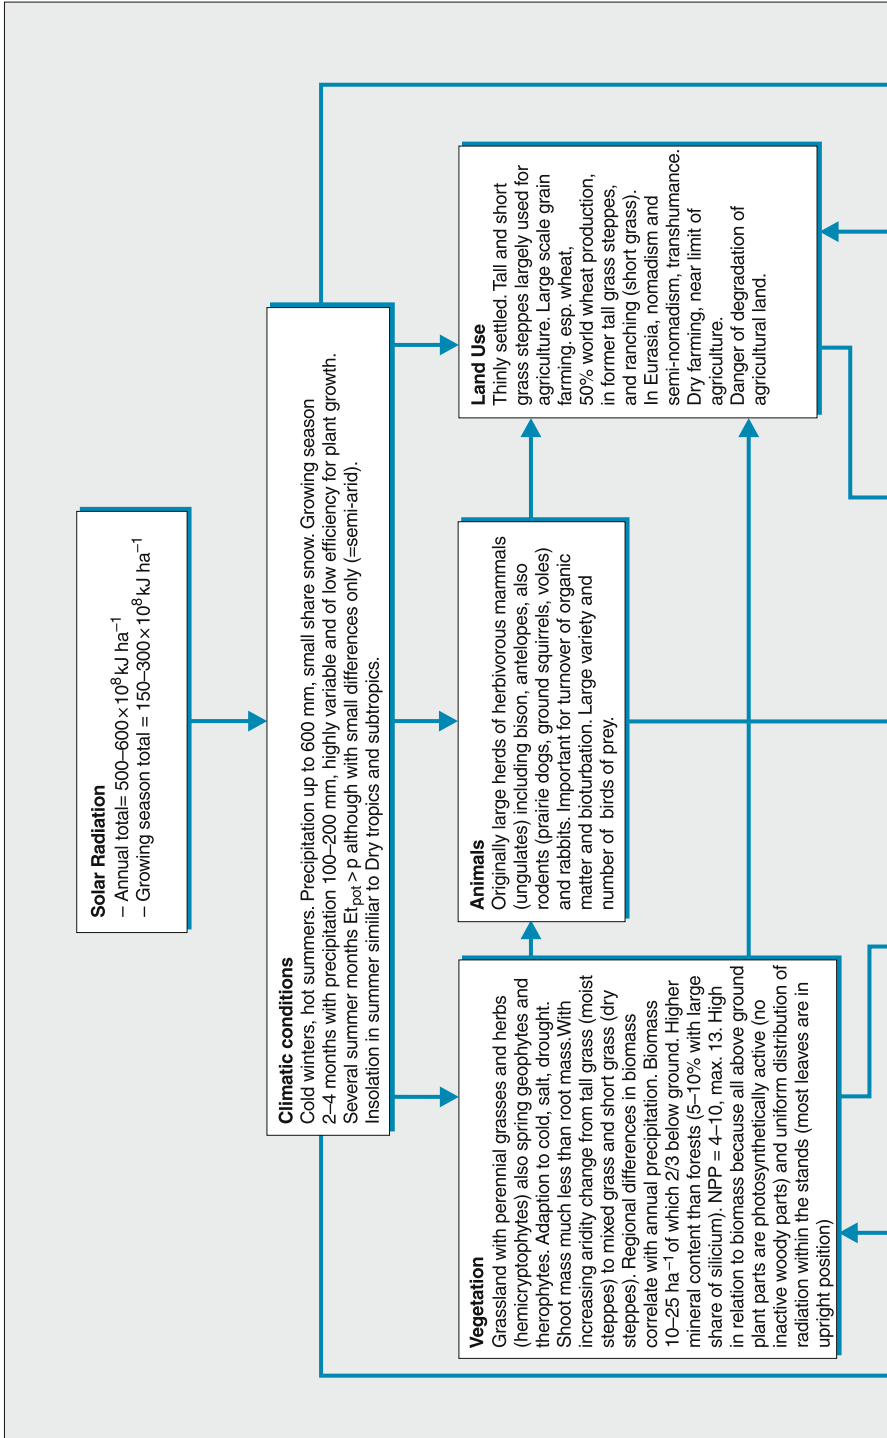 Solar Radiation
– Annual total= 500–600×10⁸kJ ha⁻¹
– Growing season total = 150–300×10⁸kJ ha⁻¹
Climatic conditions
Cold winters, hot summers. Precipitation up to 600 mm, small share snow. Growing season
2–4 months with precipitation 100–200 mm, highly variable and of low efficiency for plant growth.
Several summer months Etpot > p although with small differences only (=semi-arid).
Insolation in summer similiar to Dry tropics and subtropics.
Vegetation
Grassland with perennial grasses and herbs
(hemicryptophytes) also spring geophytes and
therophytes. Adaption to cold, salt, drought.
Shoot mass much less than root mass.With
increasing aridity change from tall grass (moist
steppes) to mixed grass and short grass (dry
steppes). Regional differences in biomass
correlate with annual precipitation. Biomass
10–25 ha⁻¹ of which 2/3 below ground. Higher
mineral content than forests (5–10% with large
share of silicium). NPP = 4–10, max. 13. High
in relation to biomass because all above ground
plant parts are photosynthetically active (no
inactive woody parts) and uniform distribution of
radiation within the stands (most leaves are in
upright position)
Animals
Originally large herds of herbivorous mammals
(ungulates) including bison, antelopes, also
rodents (prairie dogs, ground squirrels, voles)
and rabbits. Important for turnover of organic
matter and bioturbation. Large variety and
number of birds of prey.
Land Use
Thinly settled. Tall and short
grass steppes largely used for
agriculture. Large scale grain
farming. esp. wheat,
50% world wheat production,
in former tall grass steppes,
and ranching (short grass).
In Eurasia, nomadism and
semi-nomadism, transhumance.
Dry farming, near limit of
agriculture.
Danger of degradation of
agricultural land.